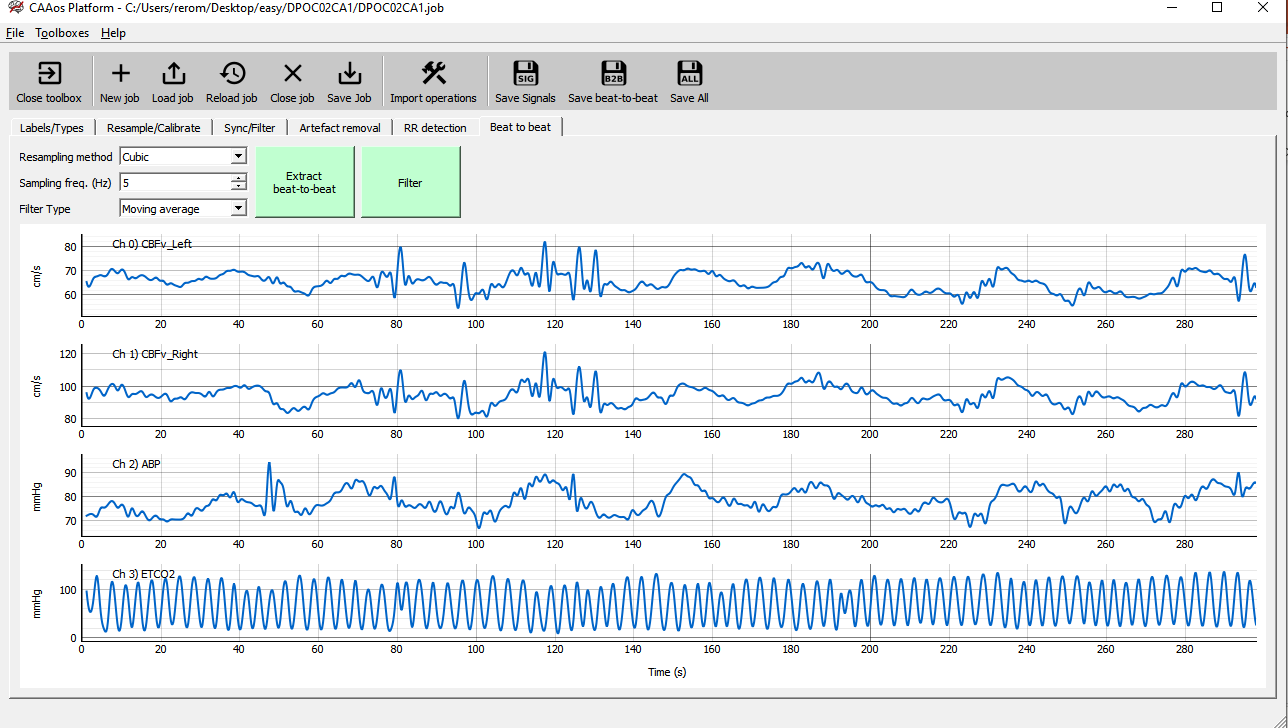 CAAos Platform - C:/Users/rerom/Desktop/easy/DPOC02CA1/DPOC02CA1.job
File Toolboxes Help
Close toolbox New job Load job Reload job Close job Save Job Import operations SIG Save Signals B2B Save beat-to-beat ALL Save All
Labels/Types Resample/Calibrate Sync/Filter Artefact removal RR detection Beat to beat
Resampling method Cubic
Sampling freq. (Hz) 5
Filter Type Moving average
Extract
beat-to-beat
Filter
Ch 0) CBFv_Left
cm/s
80
70
60
0 20 40 60 80 100 120 140 160 180 200 220 240 260 280
Ch 1) CBFv_Right
cm/s
120
100
80
0 20 40 60 80 100 120 140 160 180 200 220 240 260 280
Ch 2) ABP
mmHg
90
80
70
0 20 40 60 80 100 120 140 160 180 200 220 240 260 280
Ch 3) ETCO2
mmHg
100
0
0 20 40 60 80 100 120 140 160 180 200 220 240 260 280
Time (s)